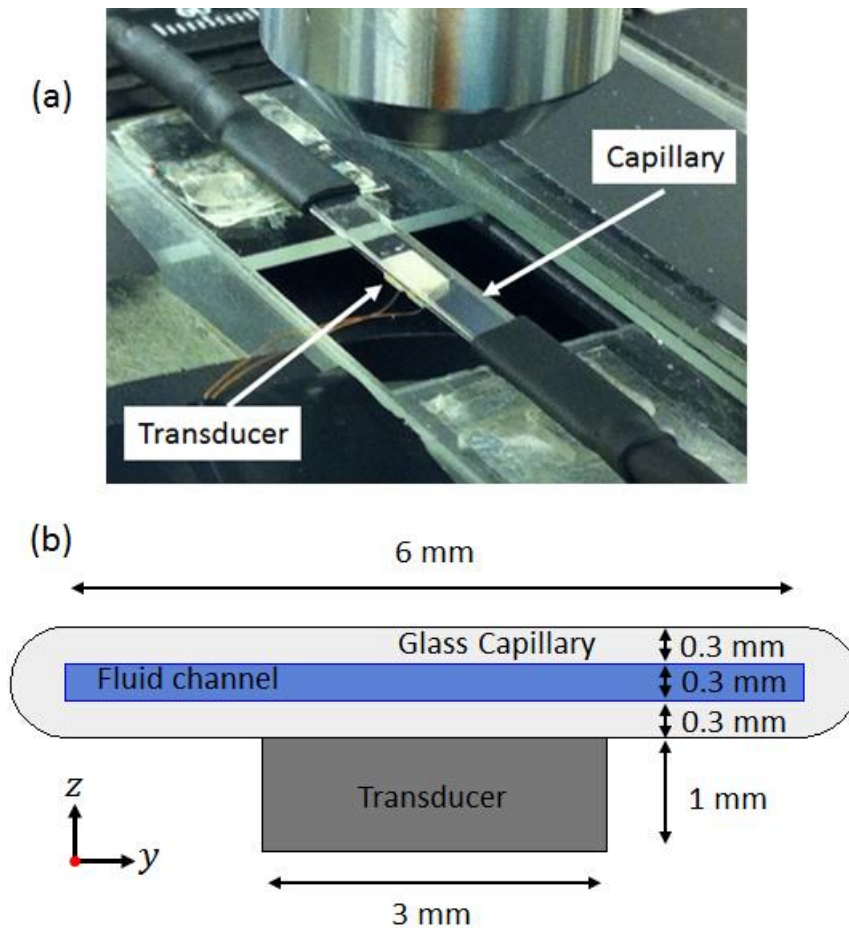 (a)
Capillary
Transducer
(b)
6 mm
Glass Capillary
0.3 mm
Fluid channel
0.3 mm
0.3 mm
Transducer
1 mm
z
y
3 mm